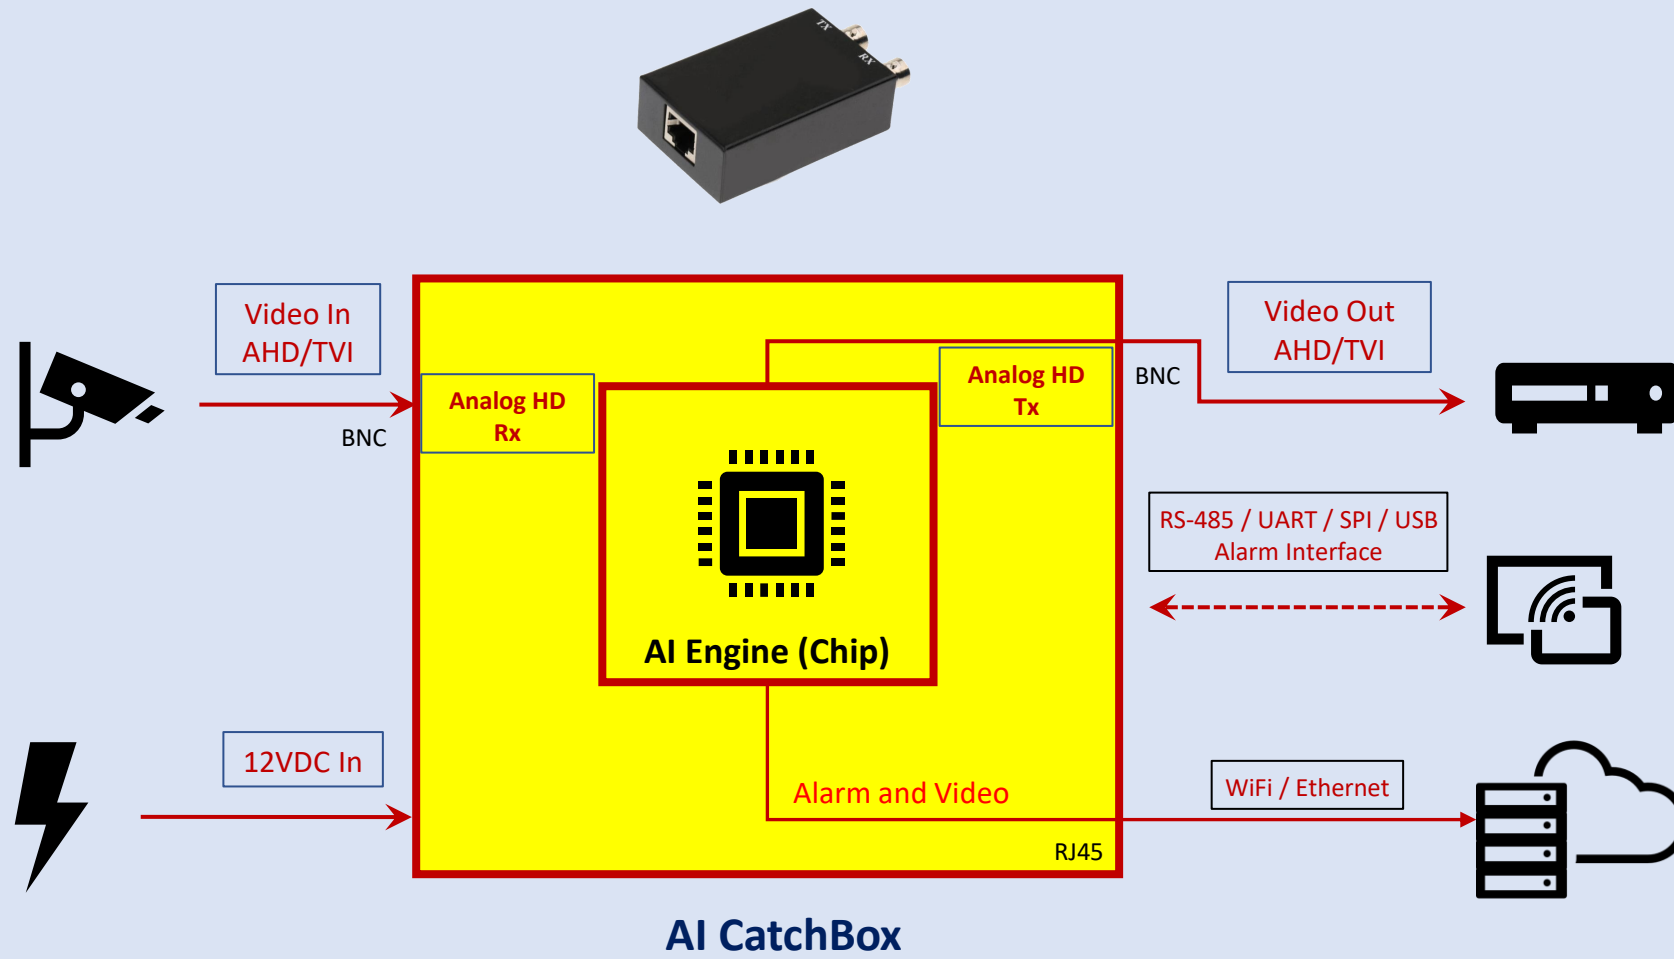 TX
RX
Video In
AHD/TVI
BNC
Analog HD
Rx
Analog HD
Tx
BNC
Video Out
AHD/TVI
AI Engine (Chip)
RS-485 / UART / SPI / USB
Alarm Interface
12VDC In
Alarm and Video
RJ45
WiFi / Ethernet
AI CatchBox